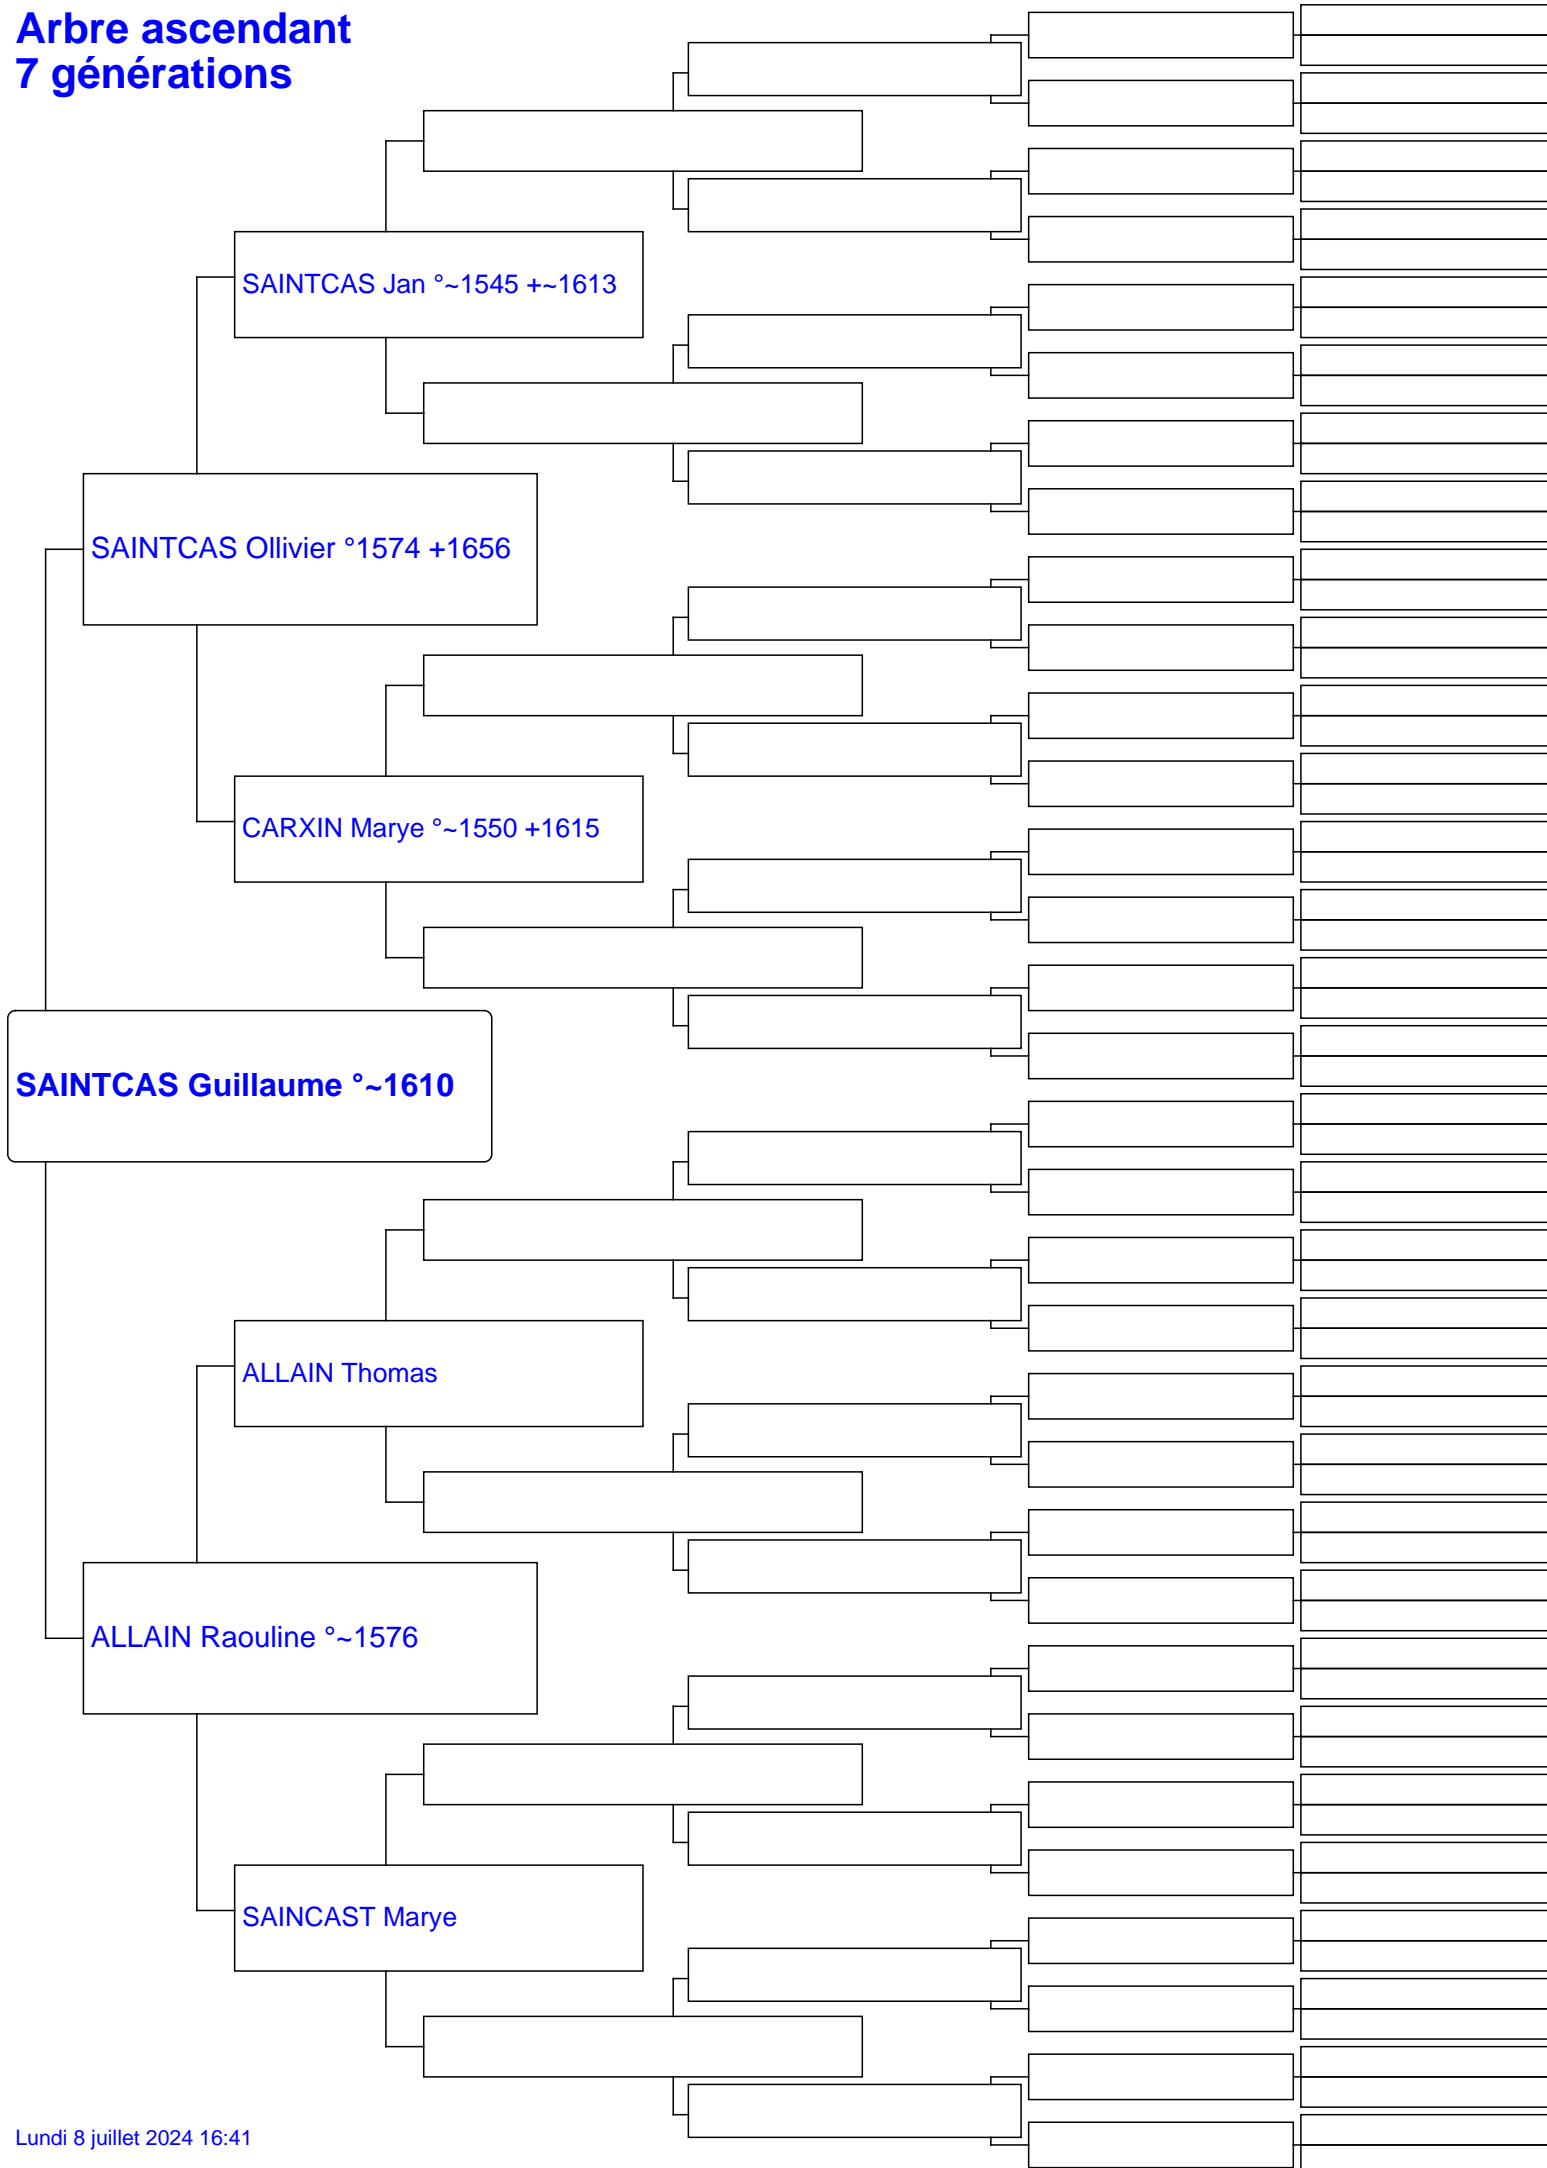 Arbre ascendant
7 générations
SAINTCAS Jan °~1545 +~1613
SAINTCAS Ollivier °1574 +1656
CARXIN Marye °~1550 +1615
SAINTCAS Guillaume °~1610
ALLAIN Thomas
ALLAIN Raouline °~1576
SAINCAST Marye
Lundi 8 juillet 2024 16:41